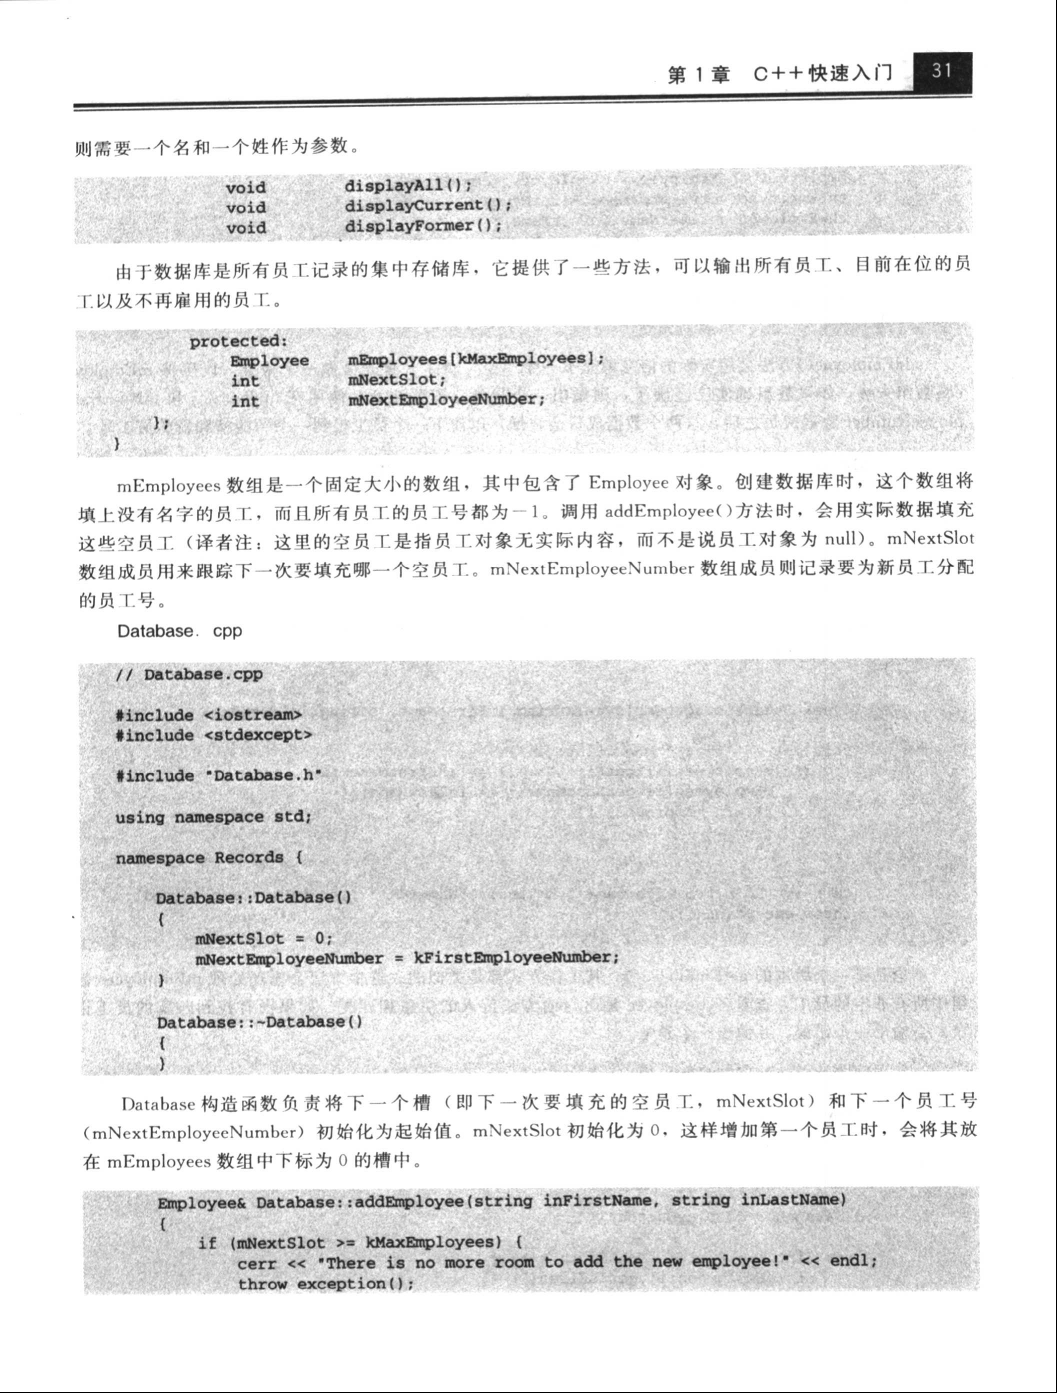 第 1 章 C++快速入门 31
则需要一个名和一个姓作为参数。
void displayAll();
void displayCurrent();
void displayFormer();
由于数据库是所有员工记录的集中存储库，它提供了一些方法，可以输出所有员工、目前在位的员
工以及不再雇用的员工。
protected:
Employee mEmployees[kMaxEmployees];
int mNextSlot;
int mNextEmployeeNumber;
};
}
mEmployees 数组是一个固定大小的数组，其中包含了 Employee 对象。创建数据库时，这个数组将
填上没有名字的员工，而且所有员工的员工号都为－1。调用 addEmployee()方法时，会用实际数据填充
这些空员工（译者注：这里的空员工是指员工对象无实际内容，而不是说员工对象为 null）。mNextSlot
数组成员用来跟踪下一次要填充哪一个空员工。mNextEmployeeNumber 数组成员则记录要为新员工分配
的员工号。
Database. cpp
// Database.cpp
#include <iostream>
#include <stdexcept>
#include "Database.h"
using namespace std;
namespace Records {
Database::Database()
{
mNextSlot = 0;
mNextEmployeeNumber = kFirstEmployeeNumber;
}
Database::~Database()
{
}
Database 构造函数负责将下一个槽（即下一次要填充的空员工，mNextSlot）和下一个员工号
（mNextEmployeeNumber）初始化为起始值。mNextSlot 初始化为 0，这样增加第一个员工时，会将其放
在 mEmployees 数组中下标为 0 的槽中。
Employee& Database::addEmployee(string inFirstName, string inLastName)
{
if (mNextSlot >= kMaxEmployees) {
cerr << "There is no more room to add the new employee!" << endl;
throw exception();